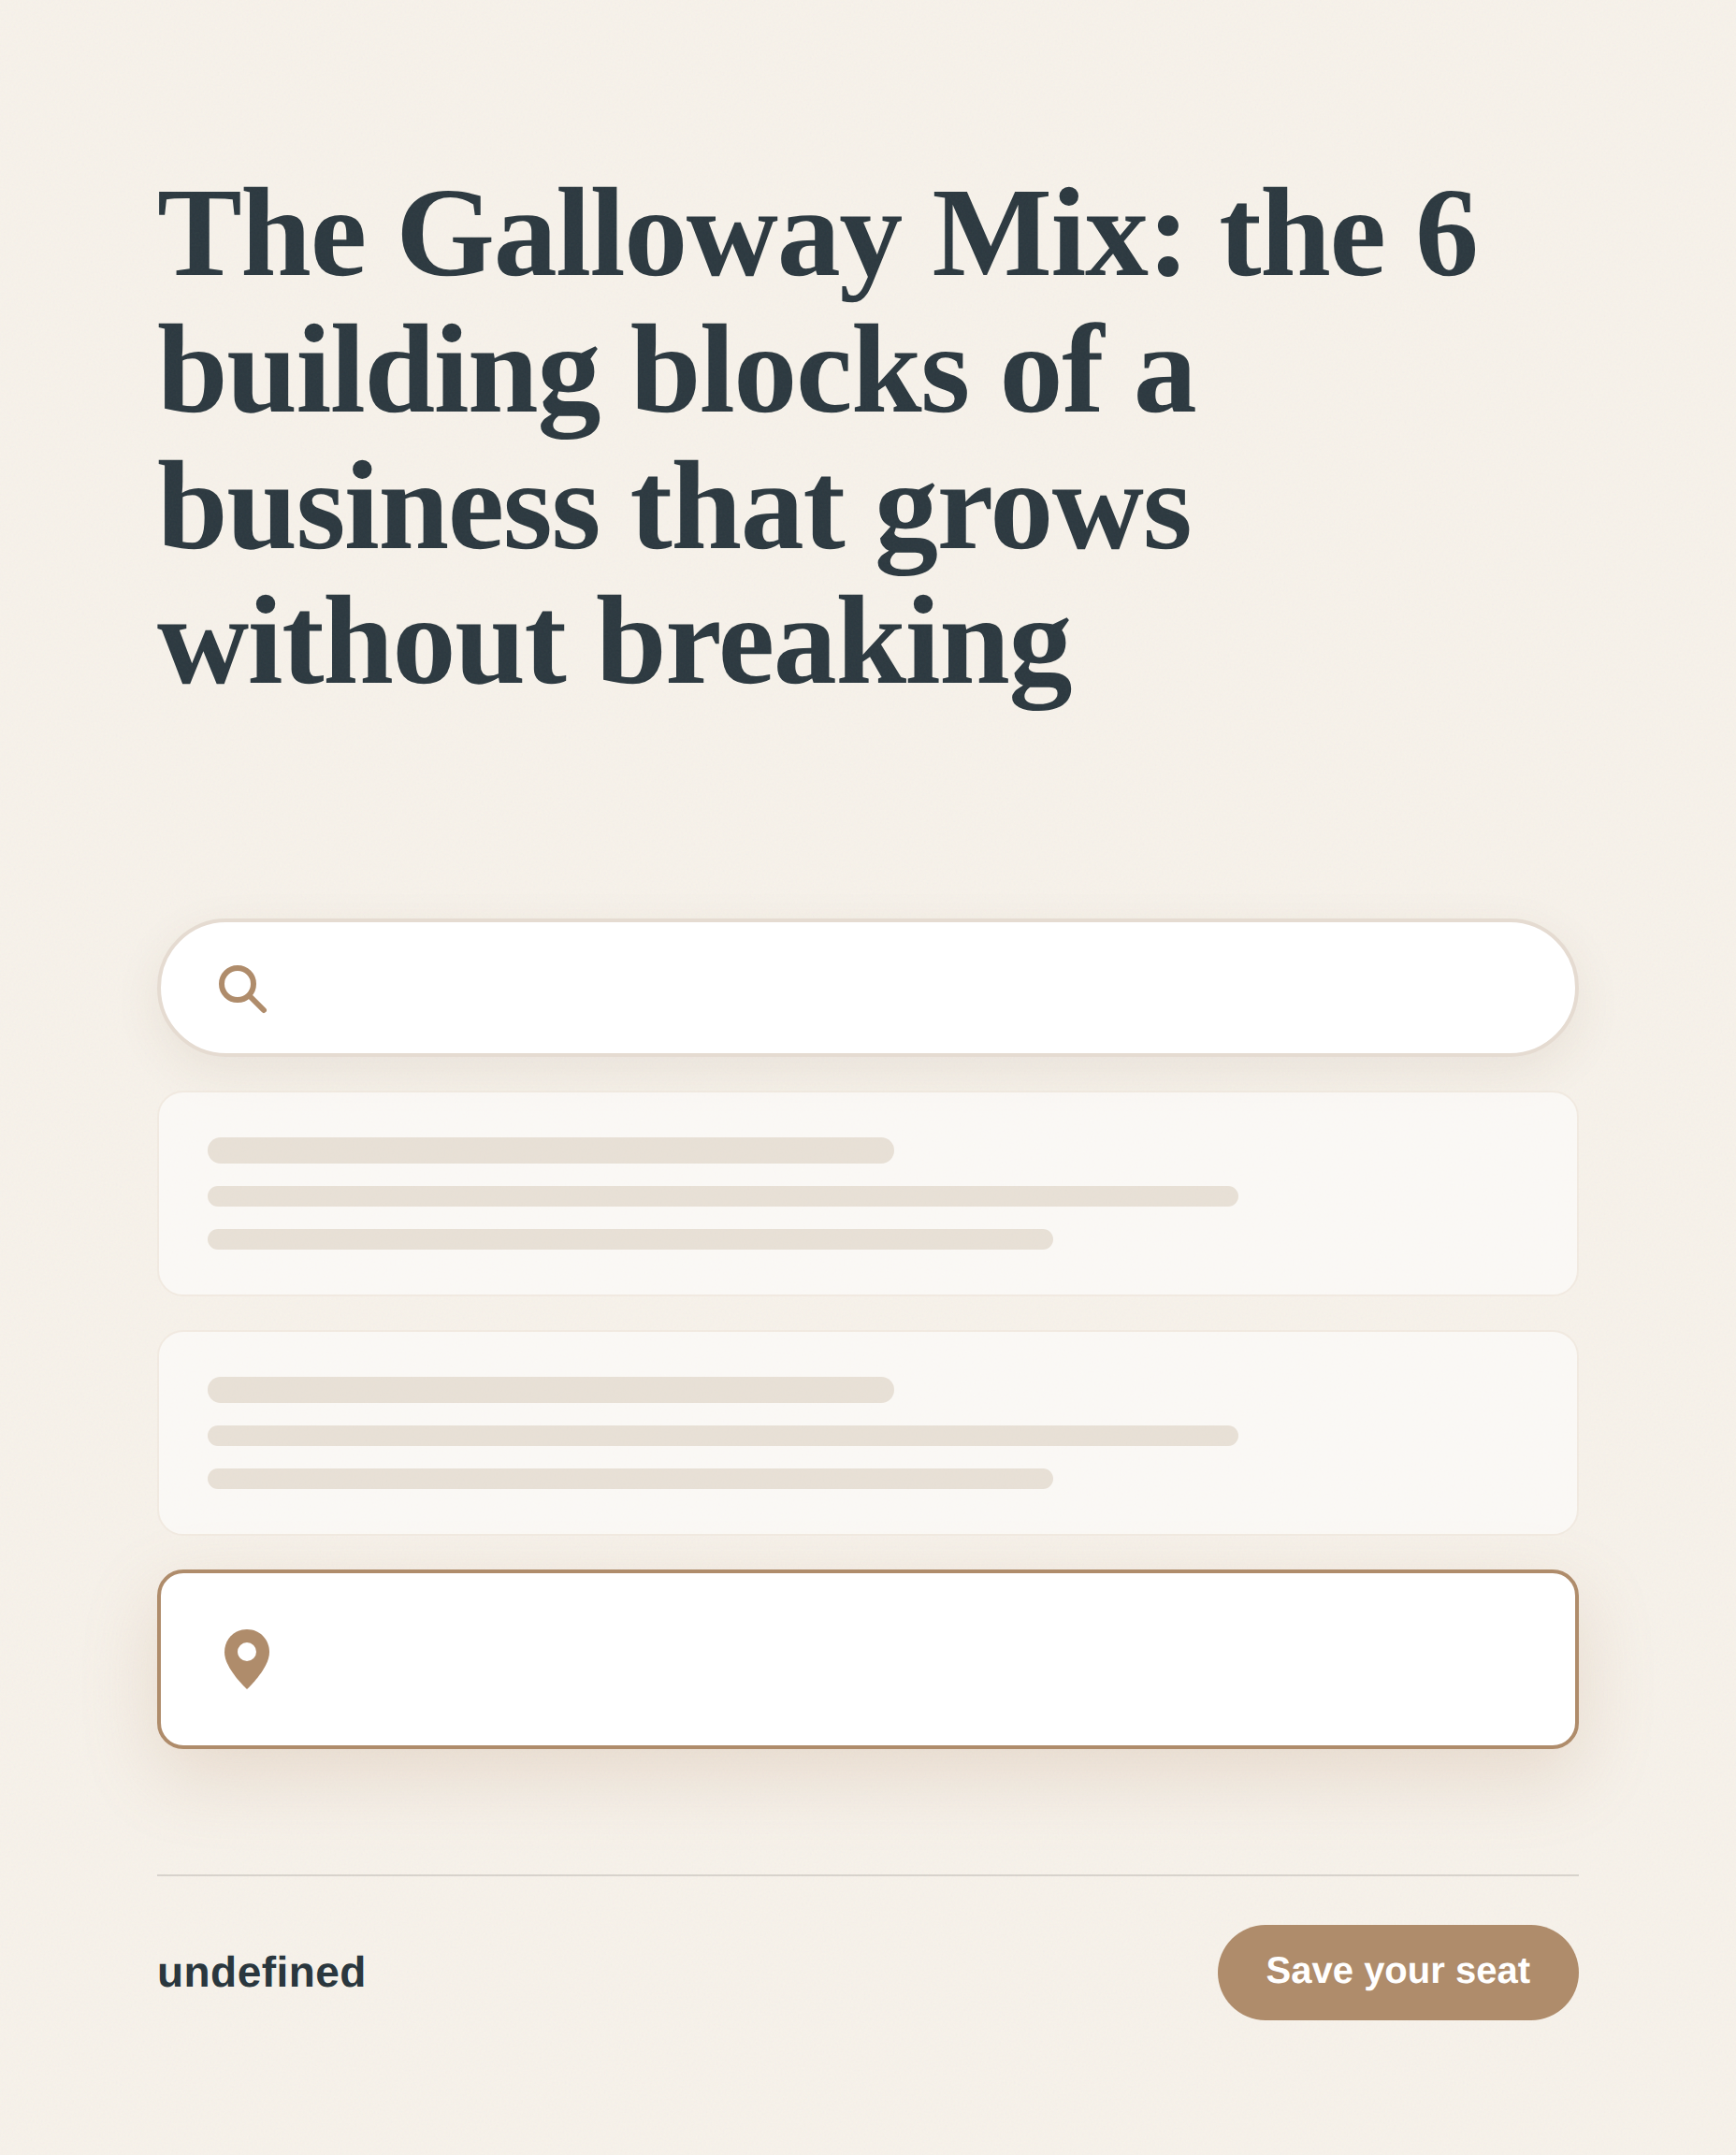 The Galloway Mix: the 6
building blocks of a
business that grows
without breaking
undefined
Save your seat